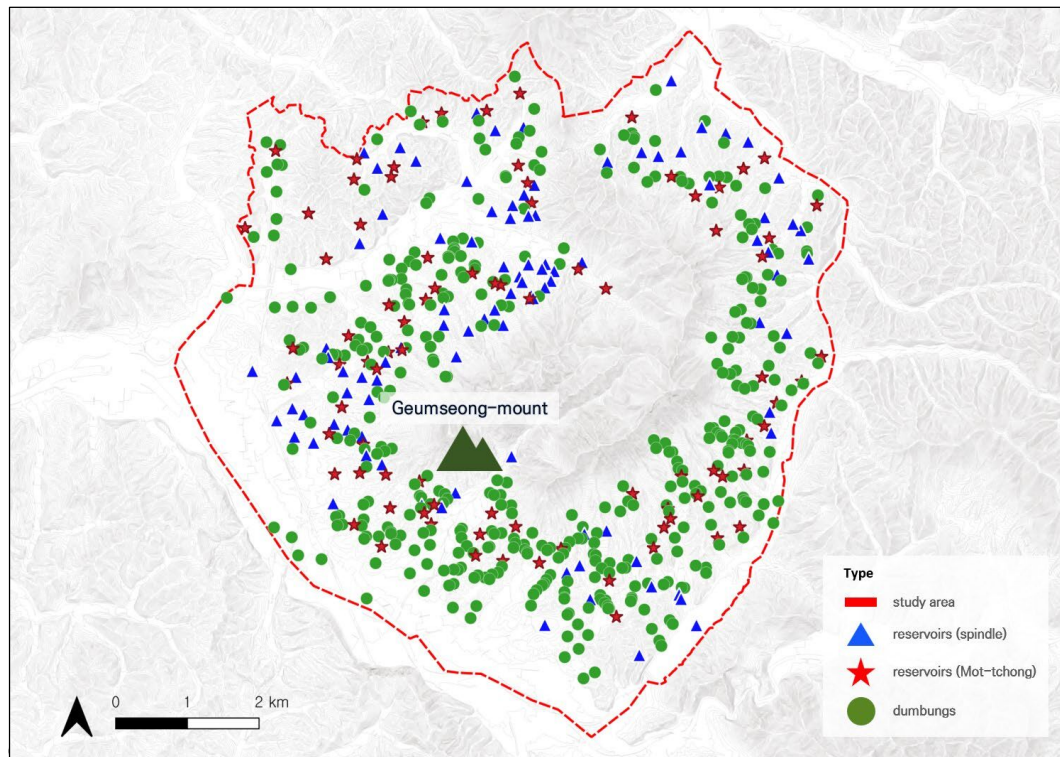 Geumseong-mount
Type
study area
reservoirs (spindle)
reservoirs (Mot-tchong)
dumbungs
0 1 2 km